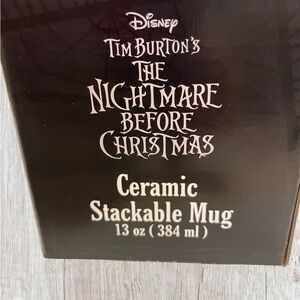 Disney
TIM BURTON'S
THE
NIGHTMARE
BEFORE
CHRISTMAS
Ceramic
Stackable Mug
13 oz ( 384 ml )